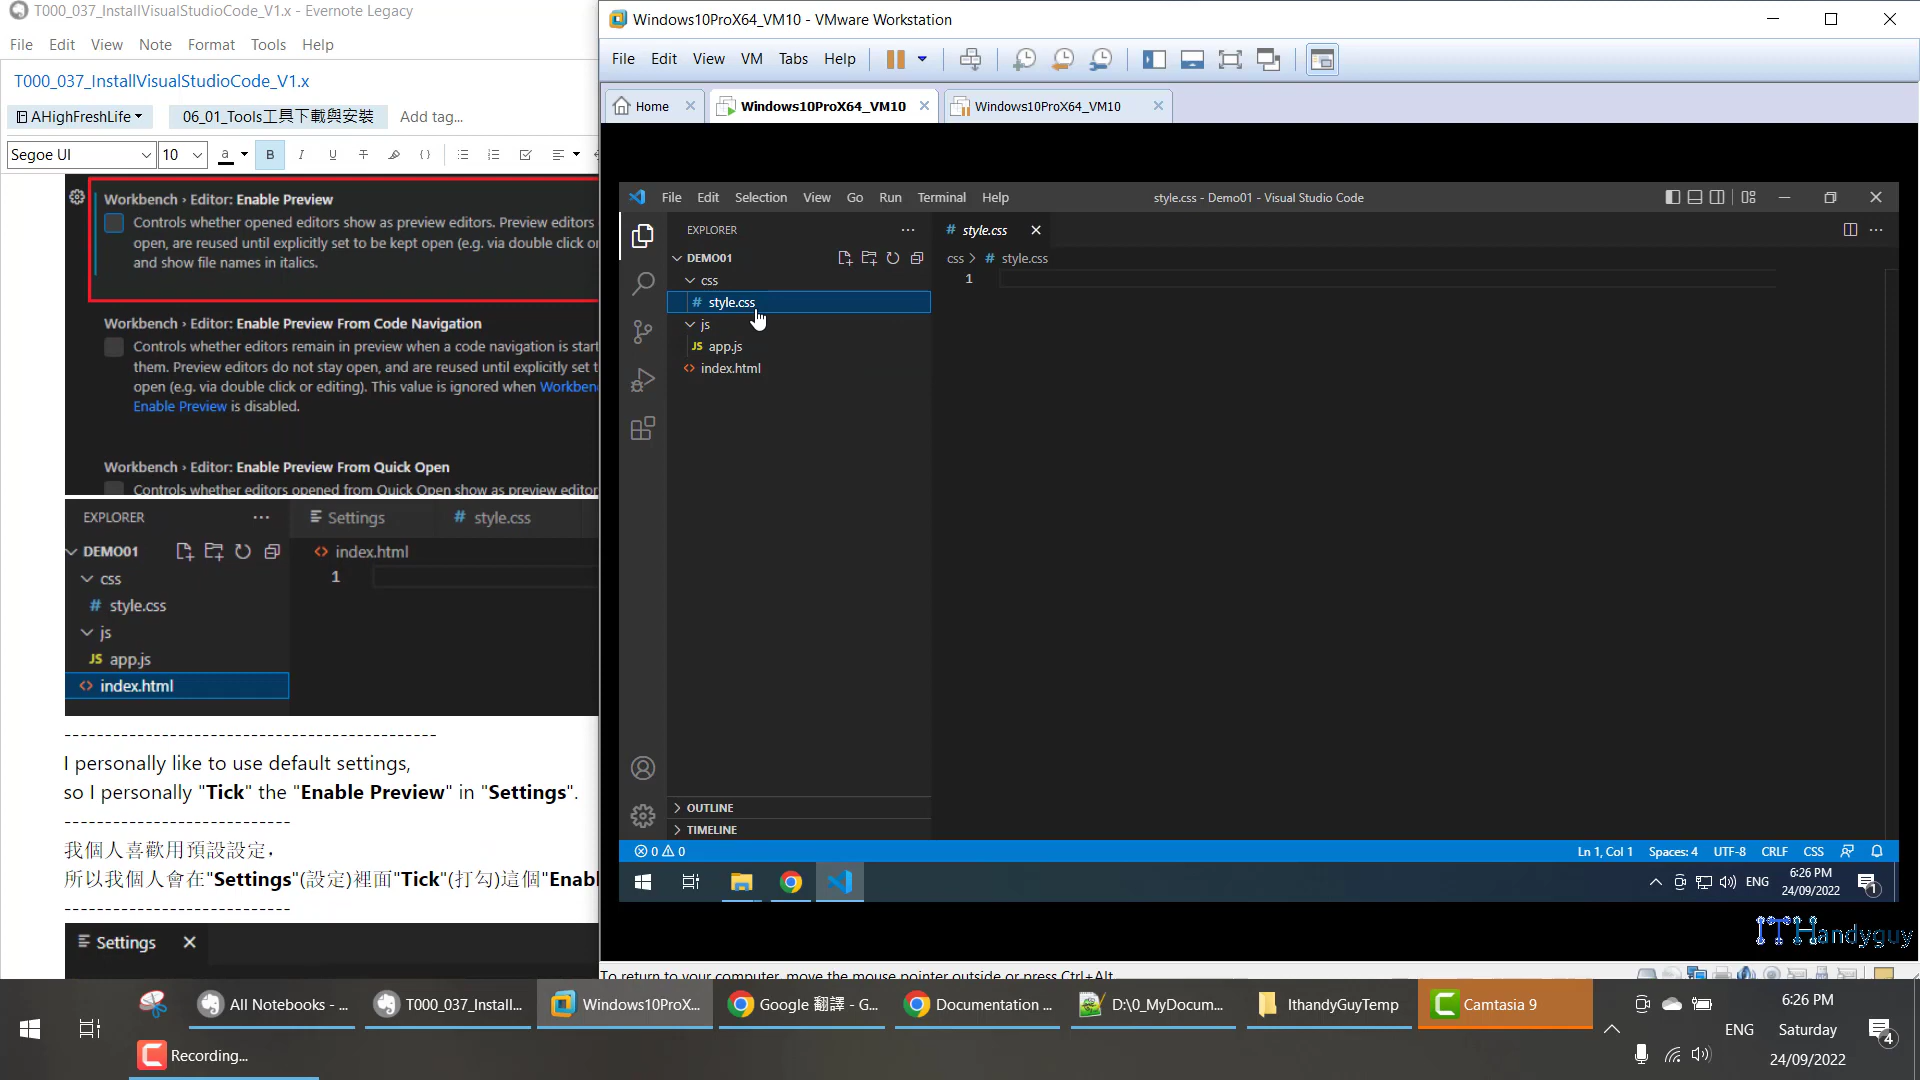 T000_037_InstallVisualStudioCode_V1.x - Evernote Legacy
File Edit View Note Format Tools Help
T000_037_InstallVisualStudioCode_V1.x
AHighFreshLife 06_01_Tools工具下載與安裝 Add tag...
Segoe UI 10 a B I U T
Workbench › Editor: Enable Preview
Controls whether opened editors show as preview editors. Preview editors
open, are reused until explicitly set to be kept open (e.g. via double click or
and show file names in italics.
Workbench › Editor: Enable Preview From Code Navigation
Controls whether editors remain in preview when a code navigation is start
them. Preview editors do not stay open, and are reused until explicitly set t
open (e.g. via double click or editing). This value is ignored when Workben
Enable Preview is disabled.
Workbench › Editor: Enable Preview From Quick Open
Controls whether editors opened from Quick Open show as preview editor
EXPLORER ... Settings # style.css
DEMO01 <> index.html
css 1
# style.css
js
JS app.js
<> index.html
---------------------------------------------
I personally like to use default settings,
so I personally "Tick" the "Enable Preview" in "Settings".
---------------------------
我個人喜歡用預設設定，
所以我個人會在"Settings"(設定)裡面"Tick"(打勾)這個"Enabl
---------------------------
Settings
Windows10ProX64_VM10 - VMware Workstation
File Edit View VM Tabs Help
Home Windows10ProX64_VM10 Windows10ProX64_VM10
File Edit Selection View Go Run Terminal Help style.css - Demo01 - Visual Studio Code
EXPLORER ... # style.css
DEMO01 css > # style.css
css 1
# style.css
js
JS app.js
<> index.html
OUTLINE
TIMELINE
0 0 Ln 1, Col 1 Spaces: 4 UTF-8 CRLF CSS
ENG 6:26 PM 24/09/2022 1
ITHandyguy
To return to your computer, move the mouse pointer outside or press Ctrl+Alt.
All Notebooks - ... T000_037_Install... Windows10ProX... Google 翻譯 - G... Documentation ... D:\0_MyDocum... IthandyGuyTemp Camtasia 9
Recording...
ENG
6:26 PM
Saturday
24/09/2022
4